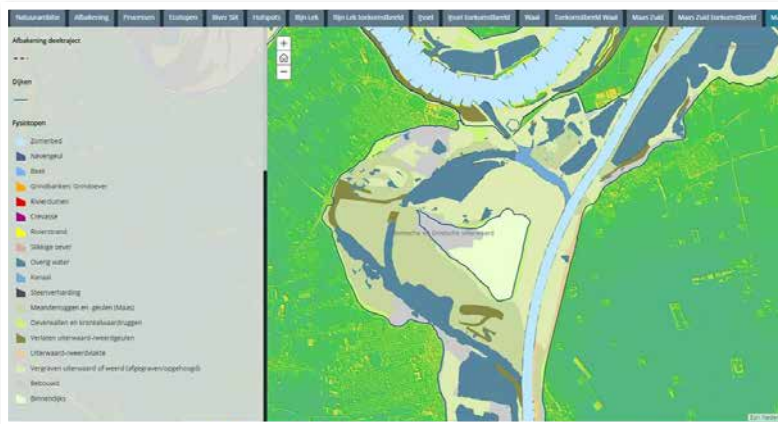 Natuurambitie Afbakening Processen Ecotopen Hotspots Rijn Lek Rijn Lek toekomstbeeld IJssel IJssel toekomstbeeld Waal Toekomstbeeld Waal Maas Zuid Maas Zuid toekomstbeeld
Afbakening deeltraject
Dijken
Fysiotopen
Zomerbed
Nevengeul
Beek
Grindbanken/ Grindoever
Rivierduinen
Crevasse
Rivierstrand
Slikkige oever
Overig water
Kanaal
Steenverharding
Meanderruggen en -geulen (Maas)
Oeverwallen en kronkelwaardruggen
Verlaten uiterwaard-/weerdgeulen
Uiterwaard-/weerdvlakte
Vergraven uiterwaard of weerd (afgegraven/opgehoogd)
Bebouwd
Binnendijks